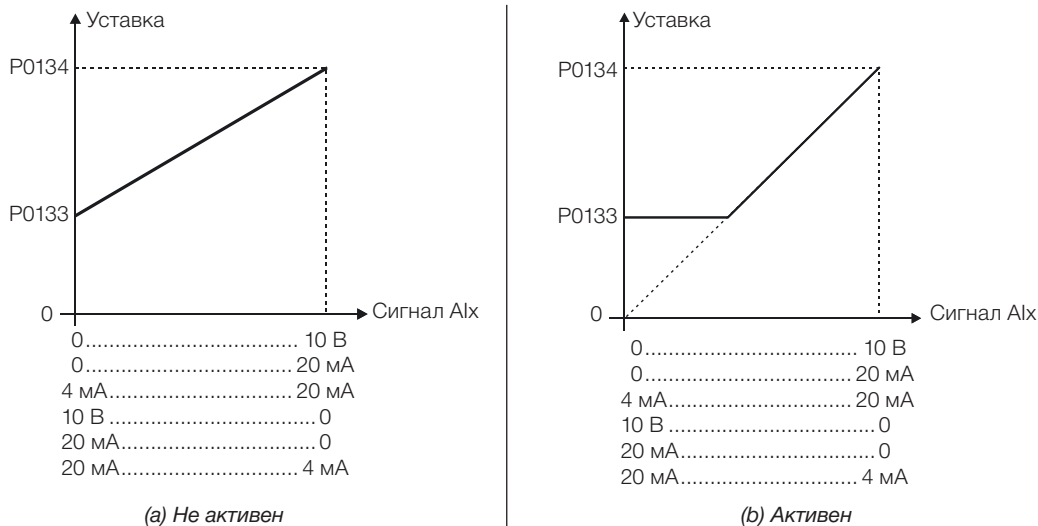 Уставка
P0134
P0133
0
Сигнал AIx
0.................................. 10 В
0.................................. 20 мА
4 мА............................. 20 мА
10 В ..............................0
20 мА............................0
20 мА............................ 4 мА
(a) Не активен
Уставка
P0134
P0133
0
Сигнал AIx
0.................................. 10 В
0.................................. 20 мА
4 мА............................. 20 мА
10 В ..............................0
20 мА............................0
20 мА............................ 4 мА
(b) Активен